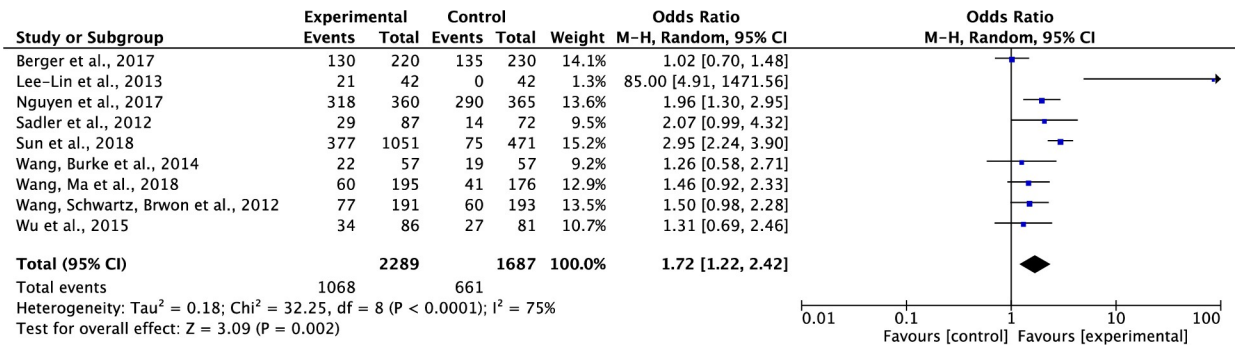 Experimental Control Odds Ratio Odds Ratio
Study or Subgroup Events Total Events Total Weight M-H, Random, 95% CI M-H, Random, 95% CI
Berger et al., 2017 130 220 135 230 14.1% 1.02 [0.70, 1.48]
Lee-Lin et al., 2013 21 42 0 42 1.3% 85.00 [4.91, 1471.56]
Nguyen et al., 2017 318 360 290 365 13.6% 1.96 [1.30, 2.95]
Sadler et al., 2012 29 87 14 72 9.5% 2.07 [0.99, 4.32]
Sun et al., 2018 377 1051 75 471 15.2% 2.95 [2.24, 3.90]
Wang, Burke et al., 2014 22 57 19 57 9.2% 1.26 [0.58, 2.71]
Wang, Ma et al., 2018 60 195 41 176 12.9% 1.46 [0.92, 2.33]
Wang, Schwartz, Brwon et al., 2012 77 191 60 193 13.5% 1.50 [0.98, 2.28]
Wu et al., 2015 34 86 27 81 10.7% 1.31 [0.69, 2.46]
Total (95% CI) 2289 1687 100.0% 1.72 [1.22, 2.42]
Total events 1068 661
Heterogeneity: Tau² = 0.18; Chi² = 32.25, df = 8 (P < 0.0001); I² = 75%
Test for overall effect: Z = 3.09 (P = 0.002)
0.01 0.1 1 10 100
Favours [control] Favours [experimental]